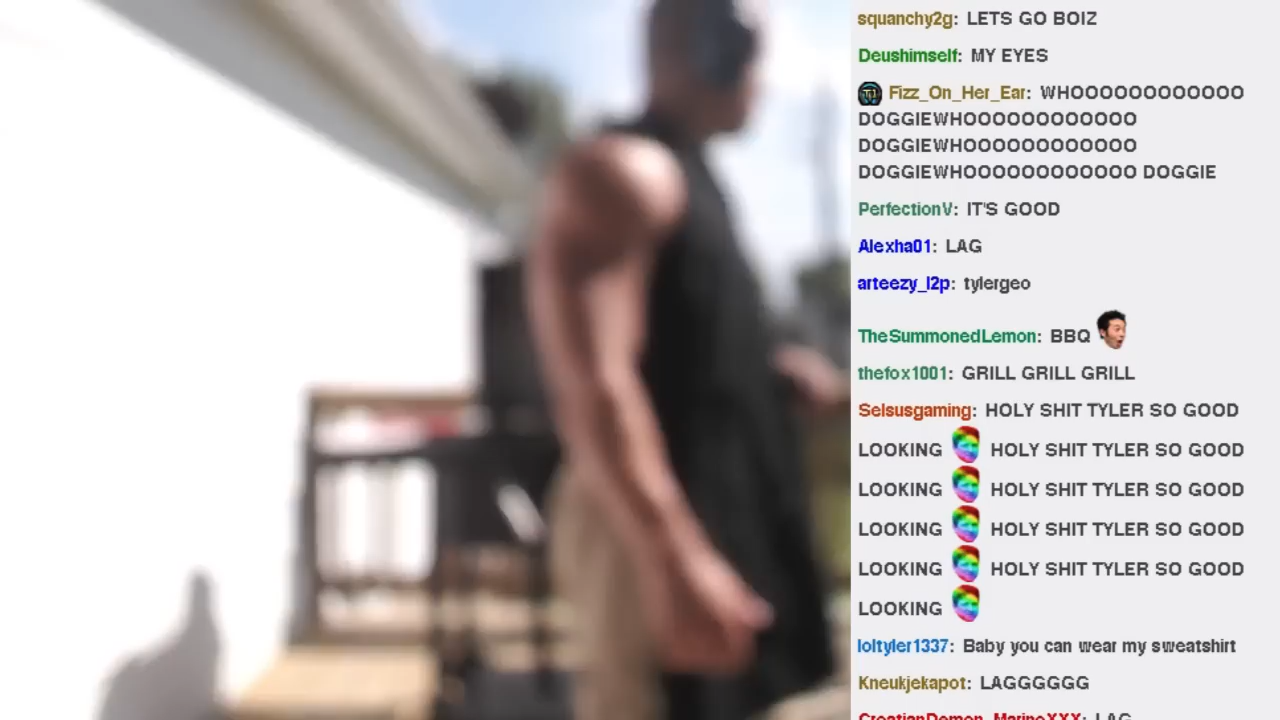 squanchy2g: LETS GO BOIZ
Deushimself: MY EYES
Fizz_On_Her_Ear: WHOOOOOOOOOOOO
DOGGIEWHOOOOOOOOOOOO
DOGGIEWHOOOOOOOOOOOO
DOGGIEWHOOOOOOOOOOOO DOGGIE
PerfectionV: IT'S GOOD
Alexha01: LAG
arteezy_l2p: tylergeo
TheSummonedLemon: BBQ
thefox1001: GRILL GRILL GRILL
Selsusgaming: HOLY SHIT TYLER SO GOOD
LOOKING HOLY SHIT TYLER SO GOOD
LOOKING HOLY SHIT TYLER SO GOOD
LOOKING HOLY SHIT TYLER SO GOOD
LOOKING HOLY SHIT TYLER SO GOOD
LOOKING
loltyler1337: Baby you can wear my sweatshirt
Kneukjekapot: LAGGGGGG
CroatianDemon_MarineXXX: LAG